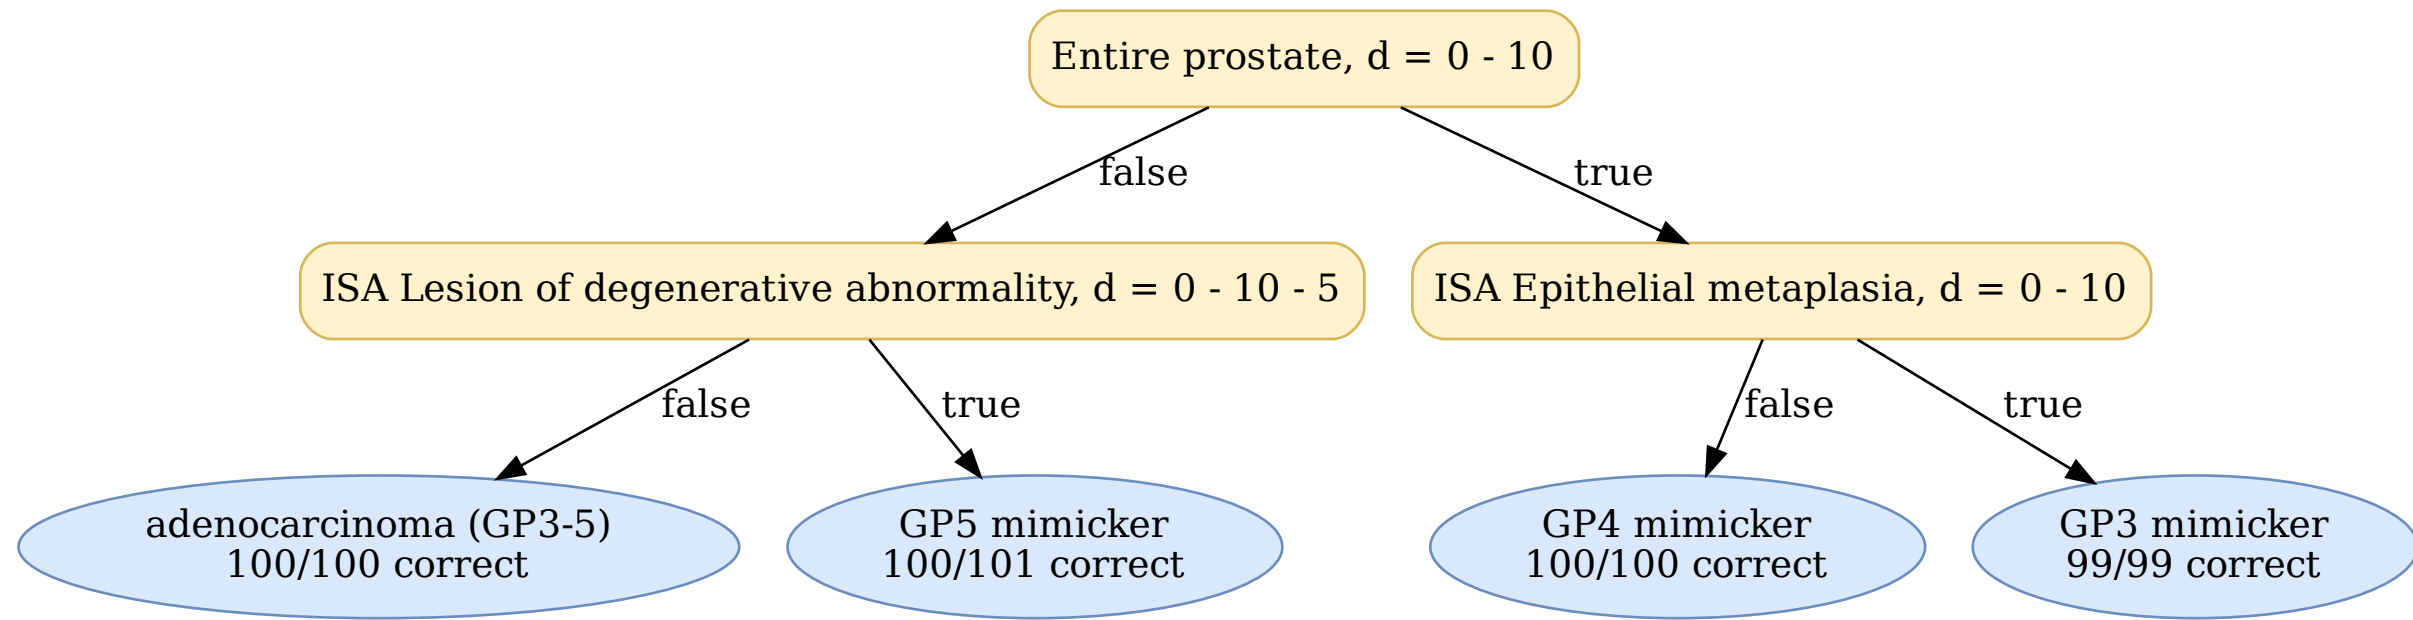 Entire prostate, d = 0 - 10
false
true
ISA Lesion of degenerative abnormality, d = 0 - 10 - 5
ISA Epithelial metaplasia, d = 0 - 10
false
true
false
true
adenocarcinoma (GP3-5)
100/100 correct
GP5 mimicker
100/101 correct
GP4 mimicker
100/100 correct
GP3 mimicker
99/99 correct